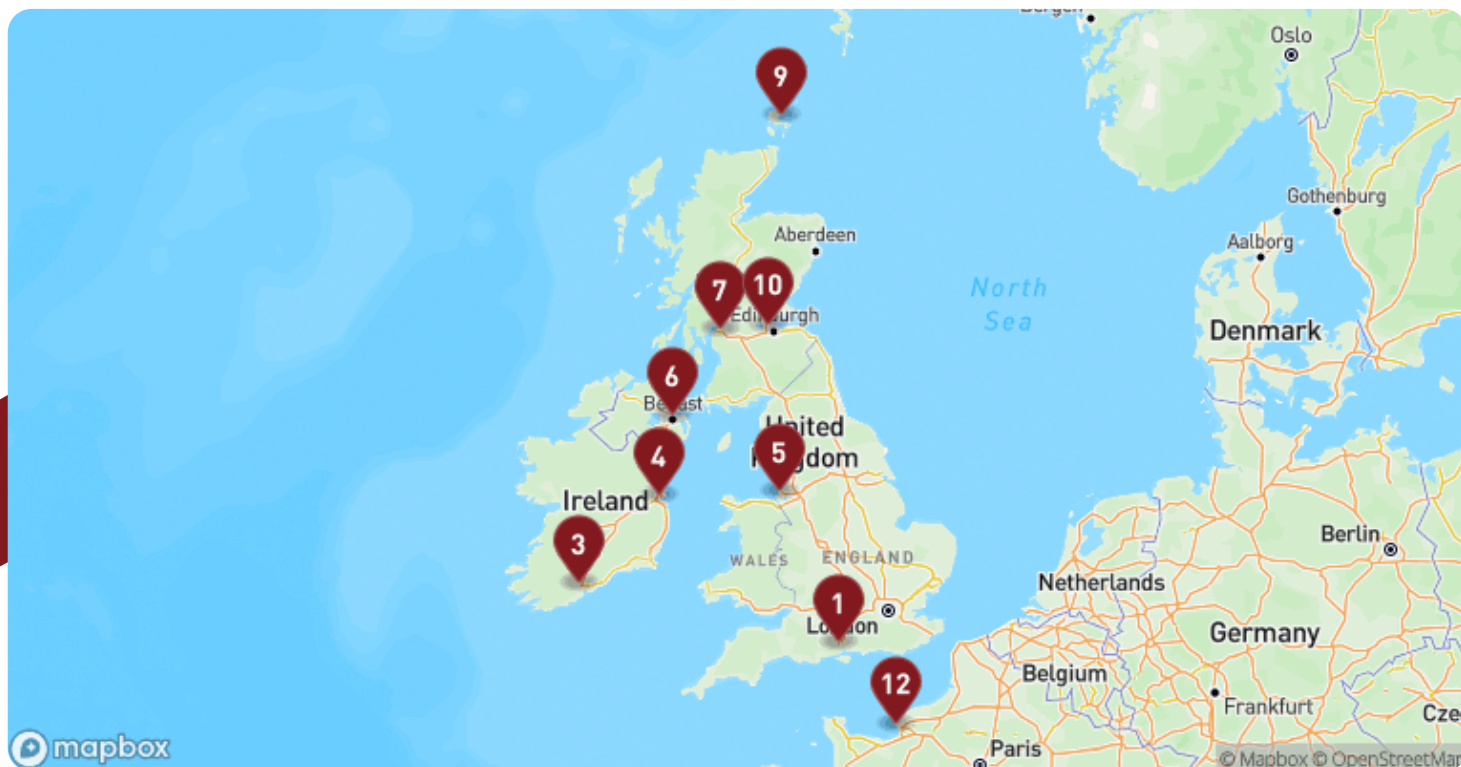 Bergen
Oslo
9
Gothenburg
Aberdeen
Aalborg
7
10
Edinburgh
North
Sea
Denmark
6
Belfast
United
Kingdom
4
5
Ireland
3
WALES
ENGLAND
Berlin
Netherlands
1
London
Germany
Belgium
12
Frankfurt
Cze
mapbox
Paris
© Mapbox © OpenStreetMap